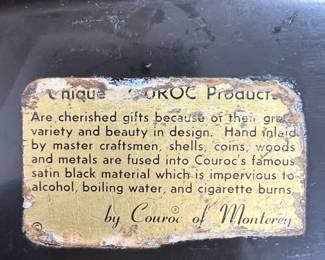 Unique COUROC Products
Are cherished gifts because of their great
variety and beauty in design. Hand inlaid
by master craftsmen, shells, coins, woods
and metals are fused into Couroc's famous
satin black material which is impervious to
alcohol, boiling water, and cigarette burns
© by Couroc of Monterey